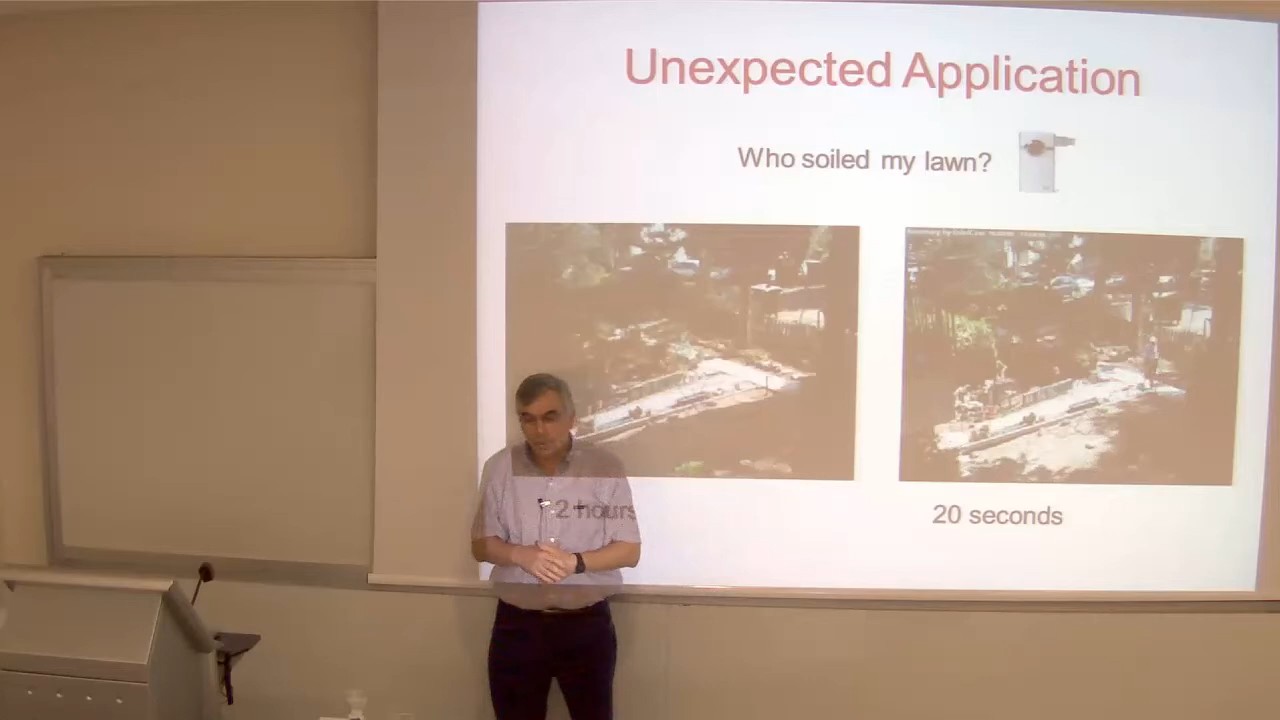 Unexpected Application
Who soiled my lawn?
2 hours
20 seconds